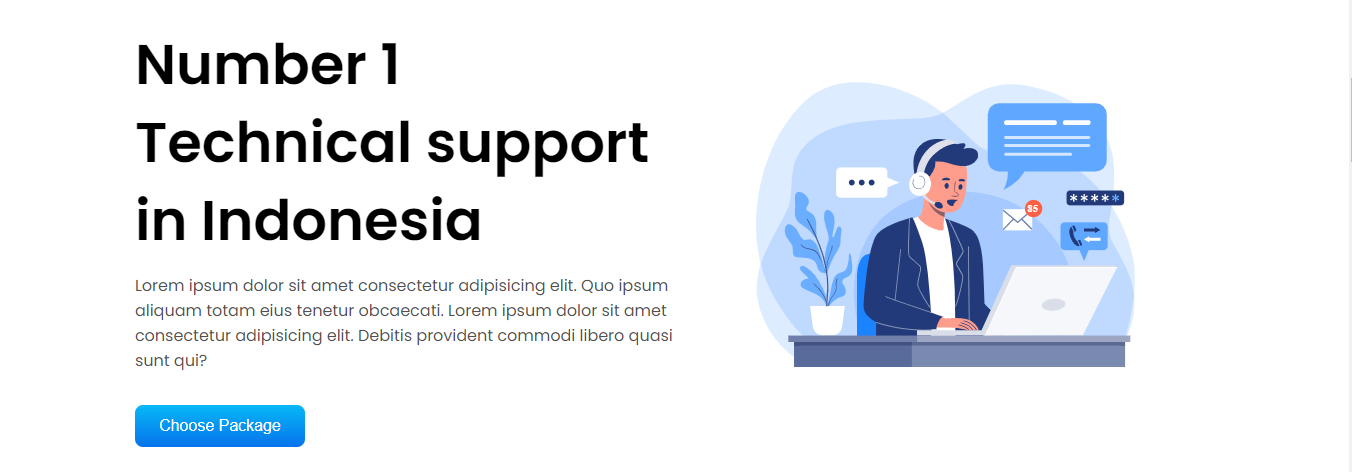 Number 1
Technical support
in Indonesia
Lorem ipsum dolor sit amet consectetur adipisicing elit. Quo ipsum
aliquam totam eius tenetur obcaecati. Lorem ipsum dolor sit amet
consectetur adipisicing elit. Debitis provident commodi libero quasi
sunt qui?
Choose Package
*****